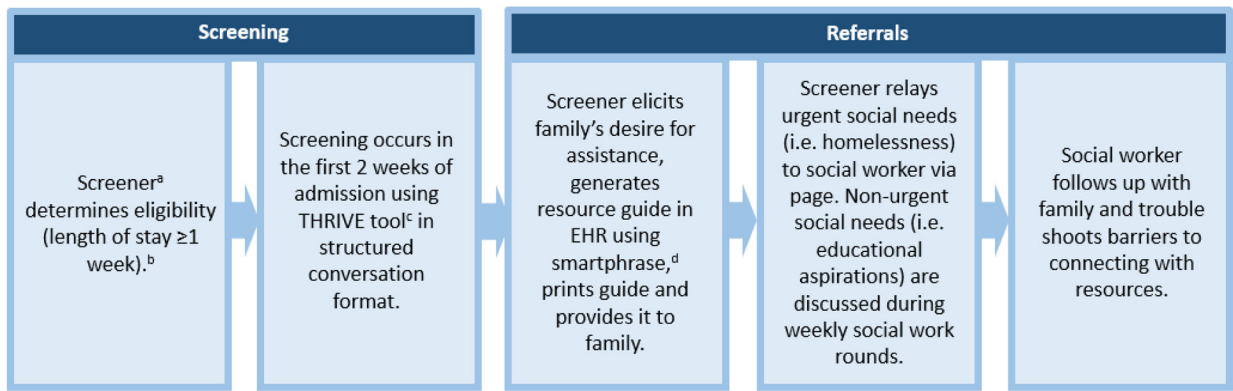 Screening
Referrals
Screenerᵃ
determines eligibility
(length of stay ≥1
week).ᵇ
Screening occurs in
the first 2 weeks of
admission using
THRIVE toolᶜ in
structured
conversation
format.
Screener elicits
family's desire for
assistance,
generates
resource guide in
EHR using
smartphrase,ᵈ
prints guide and
provides it to
family.
Screener relays
urgent social needs
(i.e. homelessness)
to social worker via
page. Non-urgent
social needs (i.e.
educational
aspirations) are
discussed during
weekly social work
rounds.
Social worker
follows up with
family and trouble
shoots barriers to
connecting with
resources.